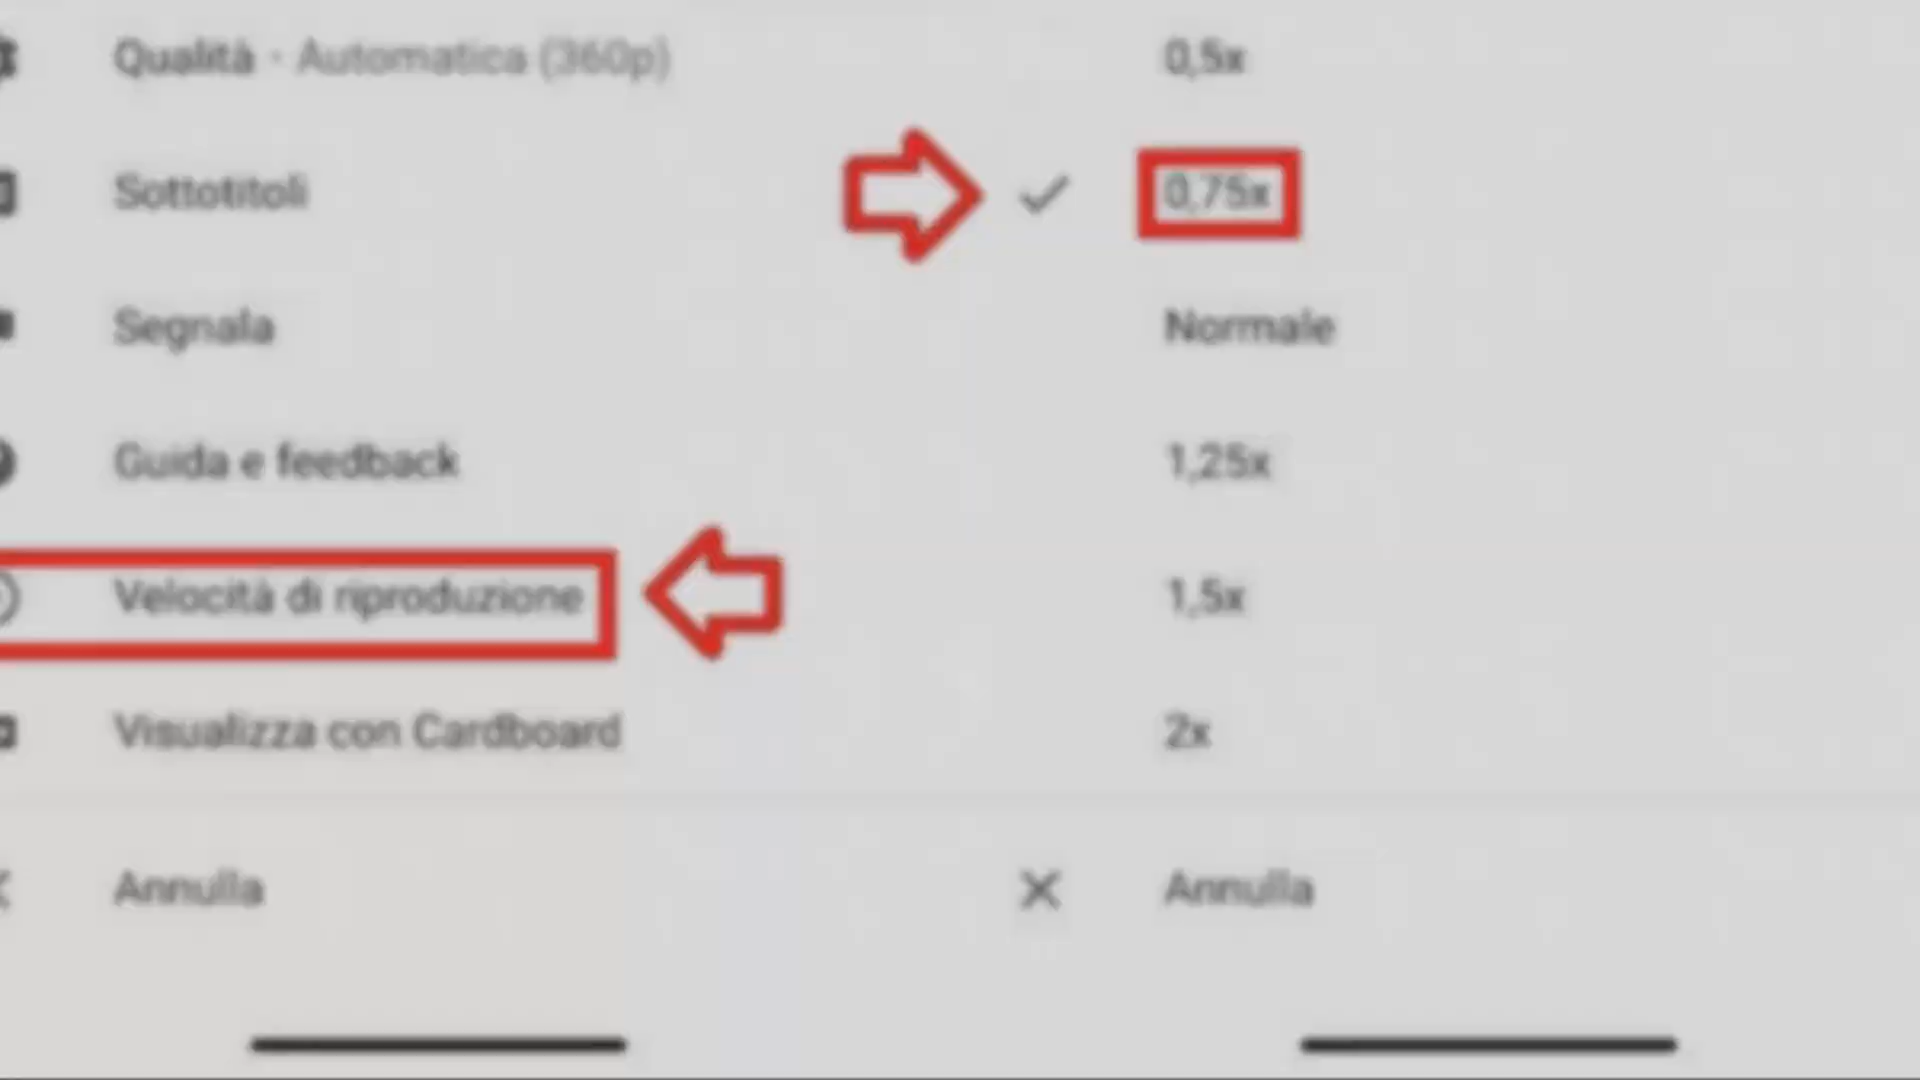 Qualità · Automatica (360p)
Sottotitoli
Segnala
Guida e feedback
Velocità di riproduzione
Visualizza con Cardboard
Annulla
0,5x
0,75x
Normale
1,25x
1,5x
2x
Annulla